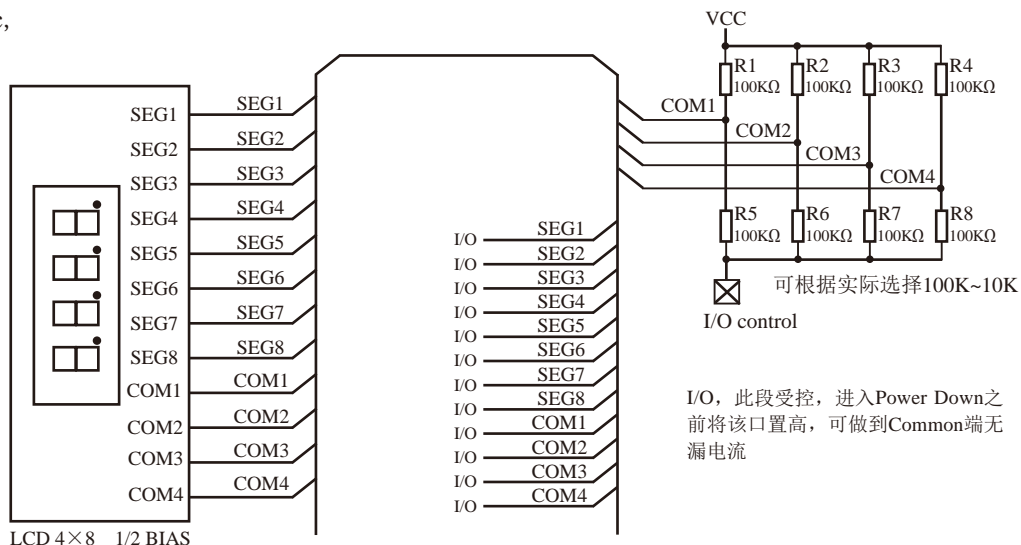 c,
VCC
R1
100KΩ
R2
100KΩ
R3
100KΩ
R4
100KΩ
COM1
COM2
COM3
COM4
R5
100KΩ
R6
100KΩ
R7
100KΩ
R8
100KΩ
可根据实际选择100K~10K
I/O control
I/O，此段受控，进入Power Down之
前将该口置高，可做到Common端无
漏电流
SEG1
SEG2
SEG3
SEG4
SEG5
SEG6
SEG7
SEG8
COM1
COM2
COM3
COM4
SEG1
SEG2
SEG3
SEG4
SEG5
SEG6
SEG7
SEG8
COM1
COM2
COM3
COM4
I/O SEG1
I/O SEG2
I/O SEG3
I/O SEG4
I/O SEG5
I/O SEG6
I/O SEG7
I/O SEG8
I/O COM1
I/O COM2
I/O COM3
I/O COM4
LCD 4×8 1/2 BIAS